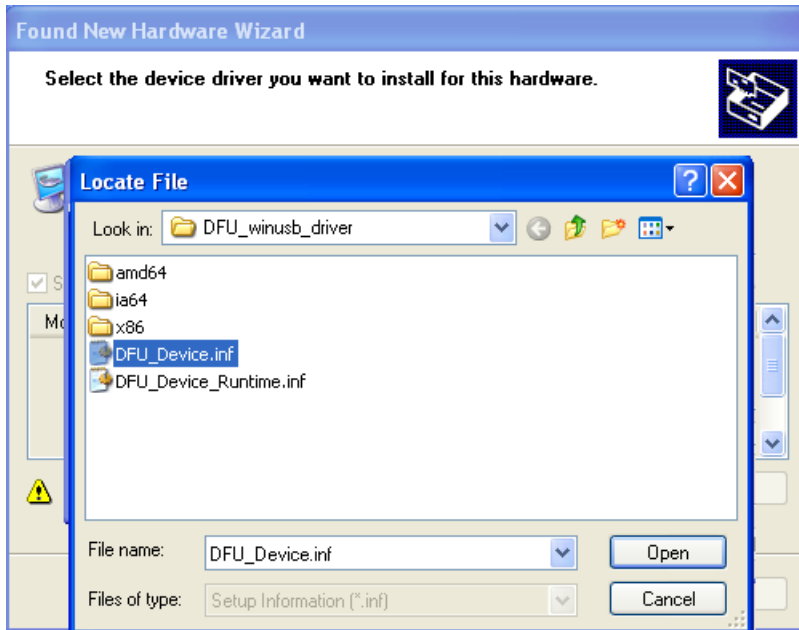 Found New Hardware Wizard
Select the device driver you want to install for this hardware.
Locate File
Look in: DFU_winusb_driver
amd64
ia64
x86
DFU_Device.inf
DFU_Device_Runtime.inf
File name: DFU_Device.inf Open
Files of type: Setup Information (*.inf) Cancel